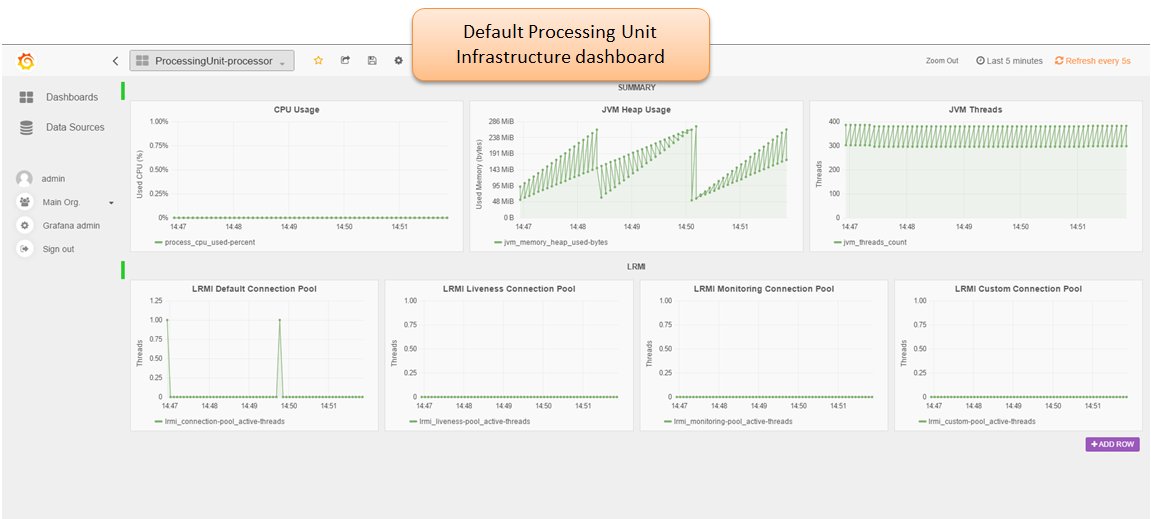 Default Processing Unit
Infrastructure dashboard
ProcessingUnit-processor
Zoom Out
Last 5 minutes
Refresh every 5s
Dashboards
Data Sources
admin
Main Org.
Grafana admin
Sign out
SUMMARY
CPU Usage
Used CPU (%)
1.00%
0.75%
0.50%
0.25%
0%
14:47 14:48 14:49 14:50 14:51
process_cpu_used-percent
JVM Heap Usage
Used Memory (bytes)
286 MiB
238 MiB
191 MiB
143 MiB
95 MiB
48 MiB
0 B
14:47 14:48 14:49 14:50 14:51
jvm_memory_heap_used-bytes
JVM Threads
Threads
400
300
200
100
0
14:47 14:48 14:49 14:50 14:51
jvm_threads_count
LRMI
LRMI Default Connection Pool
Threads
1.25
1.00
0.75
0.50
0.25
0
14:47 14:48 14:49 14:50 14:51
lrmi_connection-pool_active-threads
LRMI Liveness Connection Pool
Threads
1.00
0.75
0.50
0.25
0
14:47 14:48 14:49 14:50 14:51
lrmi_liveness-pool_active-threads
LRMI Monitoring Connection Pool
Threads
1.00
0.75
0.50
0.25
0
14:47 14:48 14:49 14:50 14:51
lrmi_monitoring-pool_active-threads
LRMI Custom Connection Pool
Threads
1.00
0.75
0.50
0.25
0
14:47 14:48 14:49 14:50 14:51
lrmi_custom-pool_active-threads
+ ADD ROW